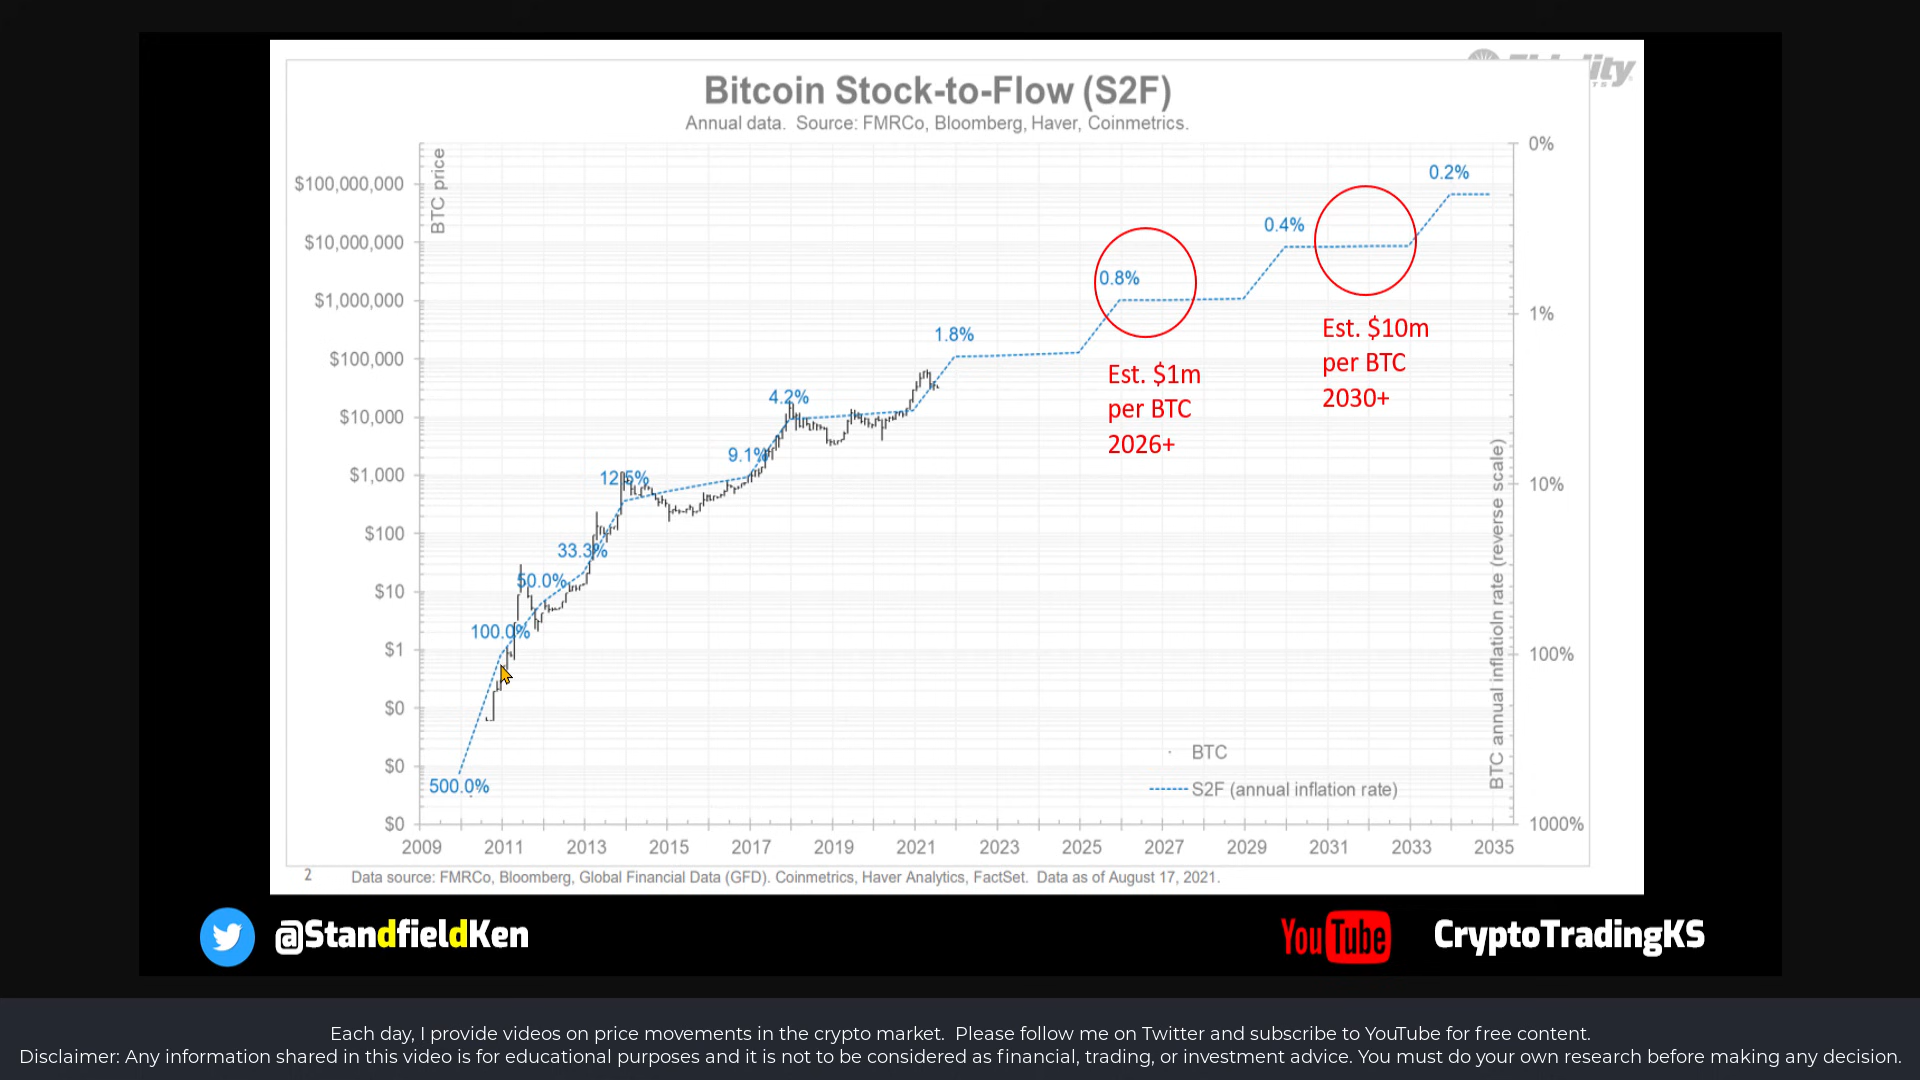 Bitcoin Stock-to-Flow (S2F)
Annual data. Source: FMRCo, Bloomberg, Haver, Coinmetrics.
BTC price
$100,000,000
$10,000,000
$1,000,000
$100,000
$10,000
$1,000
$100
$10
$1
$0
$0
$0
0%
1%
10%
100%
1000%
BTC annual inflatioln rate (reverse scale)
500.0%
100.0%
50.0%
33.3%
12.5%
9.1%
4.2%
1.8%
0.8%
0.4%
0.2%
Est. $1m
per BTC
2026+
Est. $10m
per BTC
2030+
BTC
S2F (annual inflation rate)
2009 2011 2013 2015 2017 2019 2021 2023 2025 2027 2029 2031 2033 2035
2 Data source: FMRCo, Bloomberg, Global Financial Data (GFD). Coinmetrics, Haver Analytics, FactSet. Data as of August 17, 2021.
@StandfieldKen
YouTube CryptoTradingKS
Each day, I provide videos on price movements in the crypto market. Please follow me on Twitter and subscribe to YouTube for free content.
Disclaimer: Any information shared in this video is for educational purposes and it is not to be considered as financial, trading, or investment advice. You must do your own research before making any decision.